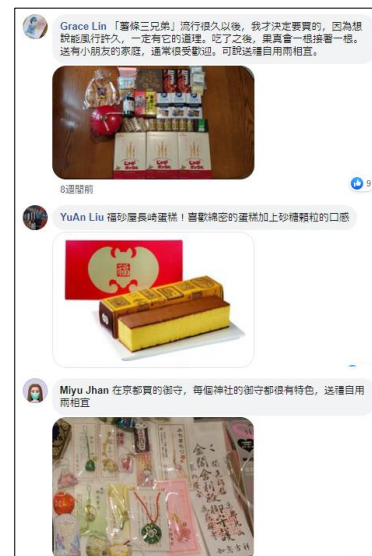 Grace Lin 「薯條三兄弟」流行很久以後，我才決定要買的，因為想
說能風行許久，一定有它的道理。吃了之後，果真會一根接著一根。
送有小朋友的家庭，通常很受歡迎。可說送禮自用兩相宜。
8週間前
9
YuAn Liu 福砂屋長崎蛋糕！喜歡綿密的蛋糕加上砂糖顆粒的口感
福
Miyu Jhan 在京都買的御守，每個神社的御守都很有特色，送禮自用
兩相宜